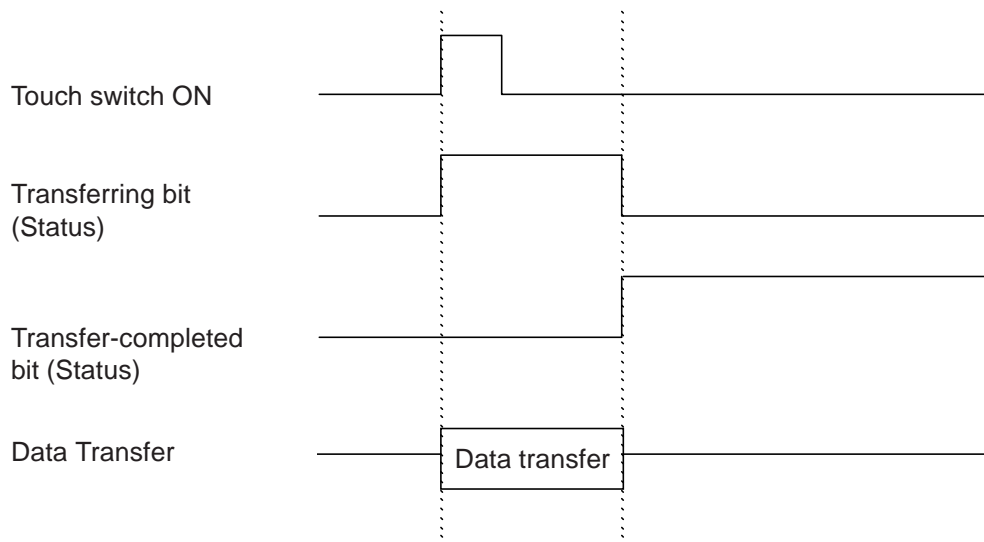 Touch switch ON
Transferring bit
(Status)
Transfer-completed
bit (Status)
Data Transfer
Data transfer